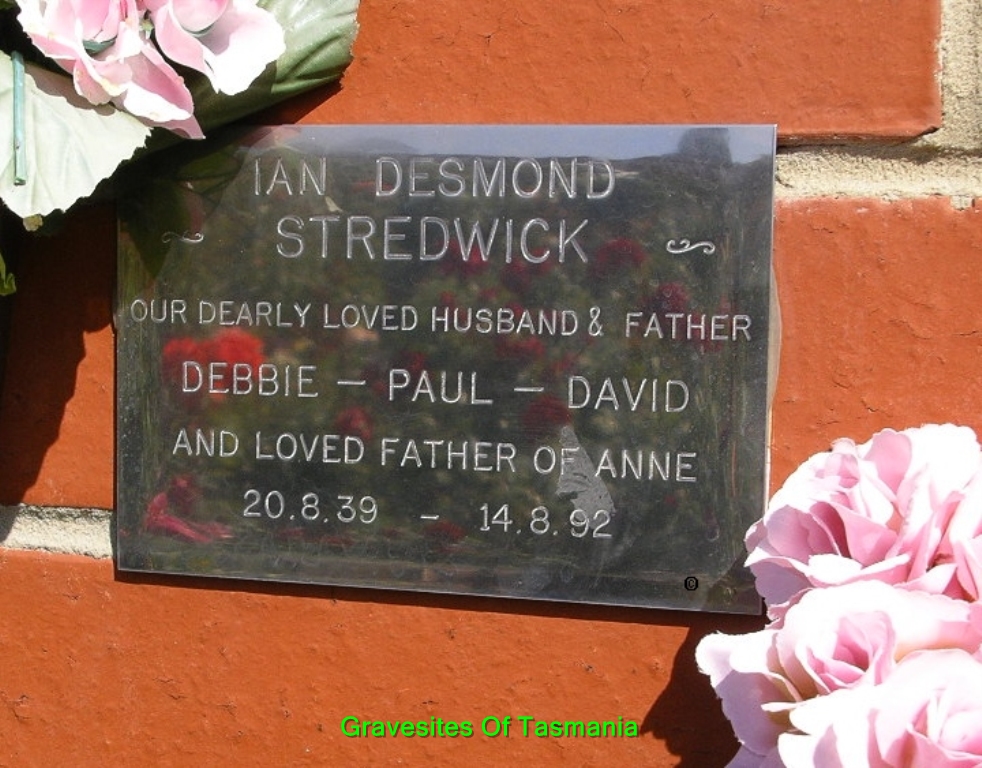 IAN DESMOND
STREDWICK
OUR DEARLY LOVED HUSBAND & FATHER
DEBBIE — PAUL — DAVID
AND LOVED FATHER OF ANNE
20.8.39 - 14.8.92
©
Gravesites Of Tasmania